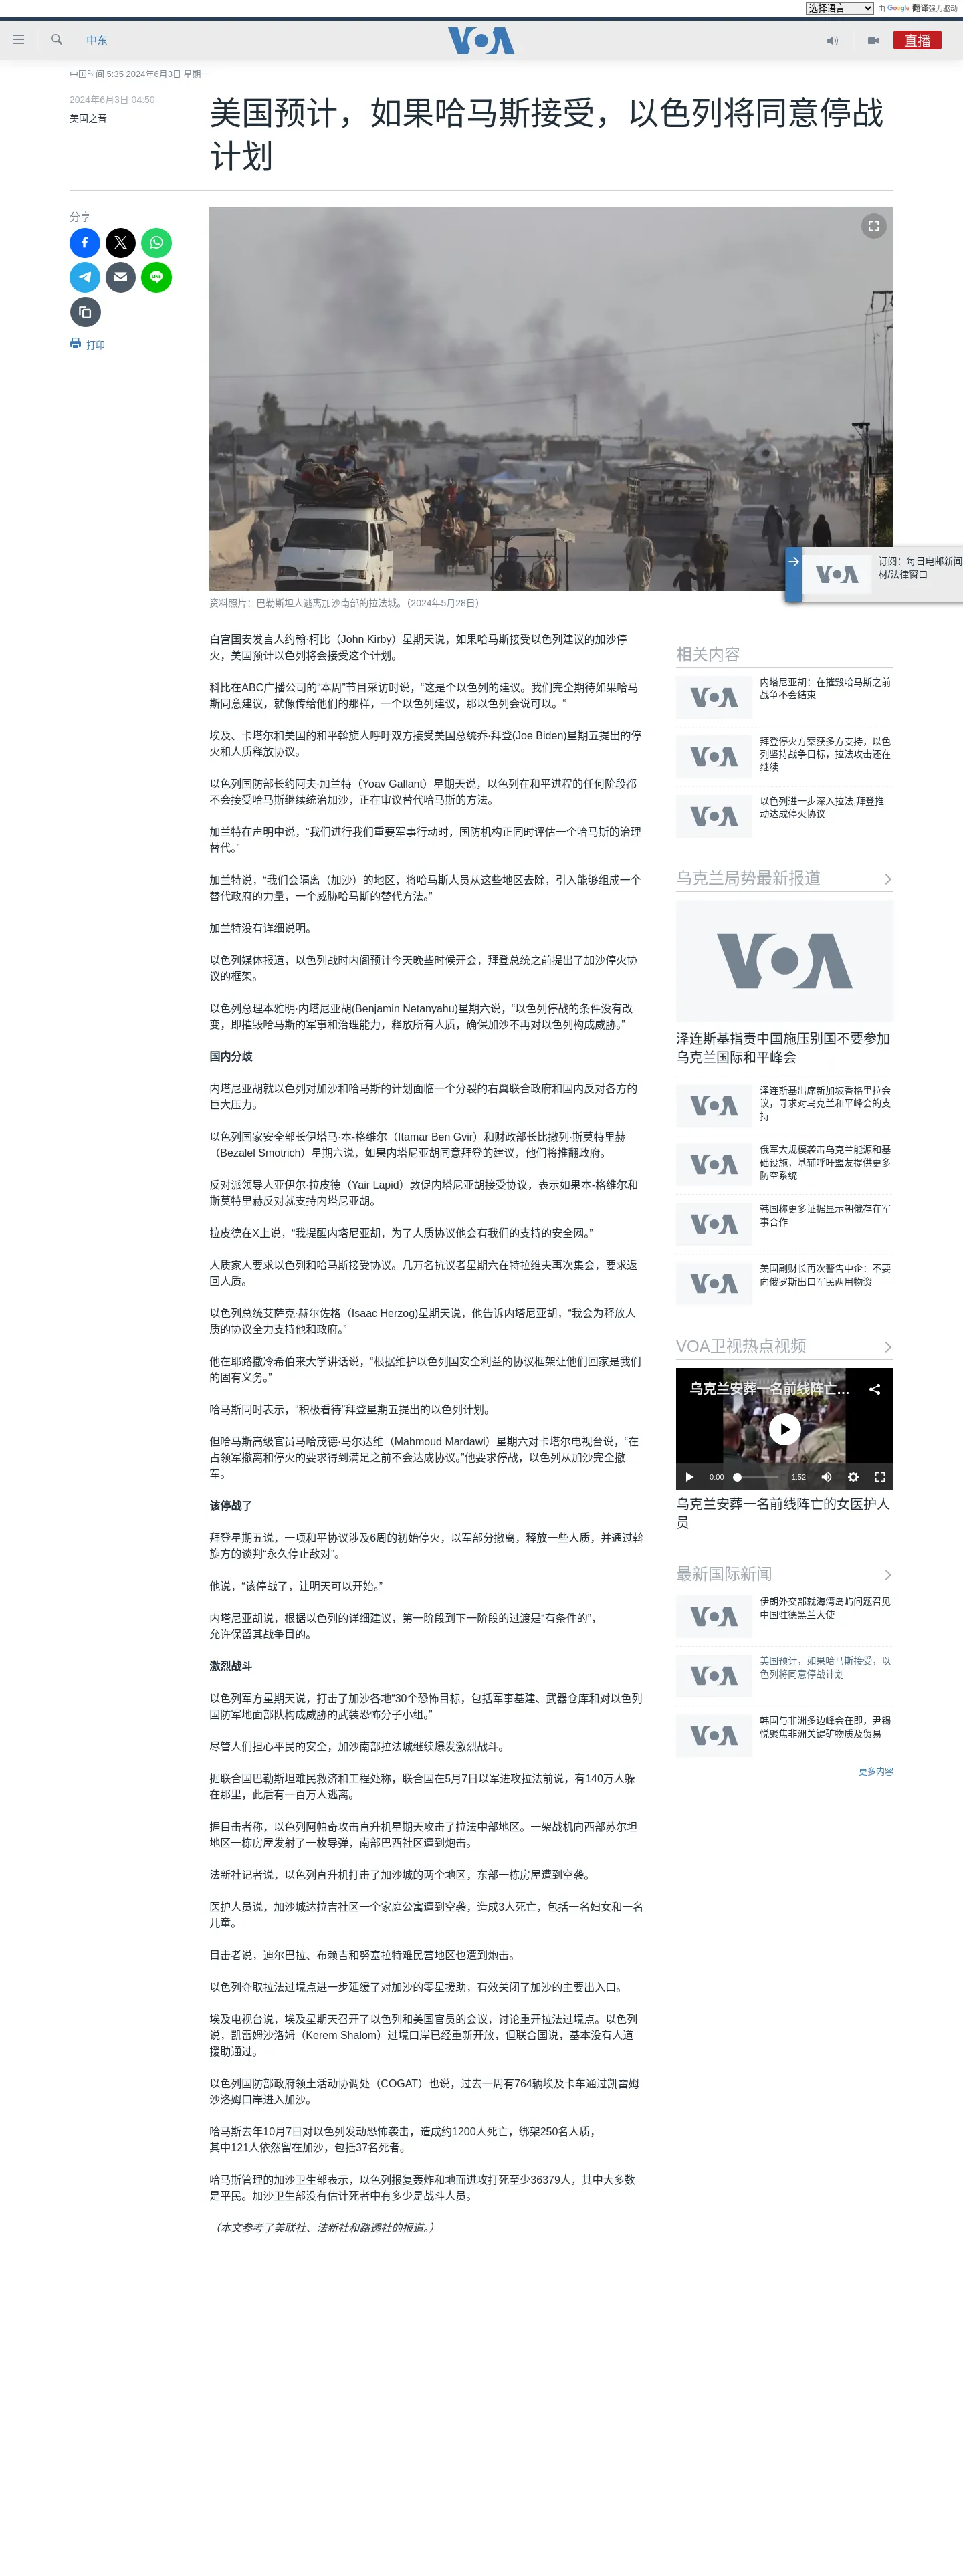 选择语言 由 Google 翻译强力驱动
中东
VOA
直播
中国时间 5:35 2024年6月3日 星期一
2024年6月3日 04:50
美国之音
美国预计，如果哈马斯接受，以色列将同意停战
计划
分享
LINE
打印
订阅：每日电邮新闻
材/法律窗口
VOA
资料照片：巴勒斯坦人逃离加沙南部的拉法城。（2024年5月28日）
白宫国安发言人约翰·柯比（John Kirby）星期天说，如果哈马斯接受以色列建议的加沙停
火，美国预计以色列将会接受这个计划。
科比在ABC广播公司的“本周”节目采访时说，“这是个以色列的建议。我们完全期待如果哈马
斯同意建议，就像传给他们的那样，一个以色列建议，那以色列会说可以。“
埃及、卡塔尔和美国的和平斡旋人呼吁双方接受美国总统乔·拜登(Joe Biden)星期五提出的停
火和人质释放协议。
以色列国防部长约阿夫·加兰特（Yoav Gallant）星期天说，以色列在和平进程的任何阶段都
不会接受哈马斯继续统治加沙，正在审议替代哈马斯的方法。
加兰特在声明中说，“我们进行我们重要军事行动时，国防机构正同时评估一个哈马斯的治理
替代。”
加兰特说，“我们会隔离（加沙）的地区，将哈马斯人员从这些地区去除，引入能够组成一个
替代政府的力量，一个威胁哈马斯的替代方法。”
加兰特没有详细说明。
以色列媒体报道，以色列战时内阁预计今天晚些时候开会，拜登总统之前提出了加沙停火协
议的框架。
以色列总理本雅明·内塔尼亚胡(Benjamin Netanyahu)星期六说，“以色列停战的条件没有改
变，即摧毁哈马斯的军事和治理能力，释放所有人质，确保加沙不再对以色列构成威胁。”
国内分歧
内塔尼亚胡就以色列对加沙和哈马斯的计划面临一个分裂的右翼联合政府和国内反对各方的
巨大压力。
以色列国家安全部长伊塔马·本-格维尔（Itamar Ben Gvir）和财政部长比撒列·斯莫特里赫
（Bezalel Smotrich）星期六说，如果内塔尼亚胡同意拜登的建议，他们将推翻政府。
反对派领导人亚伊尔·拉皮德（Yair Lapid）敦促内塔尼亚胡接受协议，表示如果本-格维尔和
斯莫特里赫反对就支持内塔尼亚胡。
拉皮德在X上说，“我提醒内塔尼亚胡，为了人质协议他会有我们的支持的安全网。”
人质家人要求以色列和哈马斯接受协议。几万名抗议者星期六在特拉维夫再次集会，要求返
回人质。
以色列总统艾萨克·赫尔佐格（Isaac Herzog)星期天说，他告诉内塔尼亚胡，“我会为释放人
质的协议全力支持他和政府。”
他在耶路撒冷希伯来大学讲话说，“根据维护以色列国安全利益的协议框架让他们回家是我们
的固有义务。”
哈马斯同时表示，“积极看待”拜登星期五提出的以色列计划。
但哈马斯高级官员马哈茂德·马尔达维（Mahmoud Mardawi）星期六对卡塔尔电视台说，“在
占领军撤离和停火的要求得到满足之前不会达成协议。”他要求停战，以色列从加沙完全撤
军。
该停战了
拜登星期五说，一项和平协议涉及6周的初始停火，以军部分撤离，释放一些人质，并通过斡
旋方的谈判“永久停止敌对”。
他说，“该停战了，让明天可以开始。”
内塔尼亚胡说，根据以色列的详细建议，第一阶段到下一阶段的过渡是“有条件的”，
允许保留其战争目的。
激烈战斗
以色列军方星期天说，打击了加沙各地“30个恐怖目标，包括军事基建、武器仓库和对以色列
国防军地面部队构成威胁的武装恐怖分子小组。”
尽管人们担心平民的安全，加沙南部拉法城继续爆发激烈战斗。
据联合国巴勒斯坦难民救济和工程处称，联合国在5月7日以军进攻拉法前说，有140万人躲
在那里，此后有一百万人逃离。
据目击者称，以色列阿帕奇攻击直升机星期天攻击了拉法中部地区。一架战机向西部苏尔坦
地区一栋房屋发射了一枚导弹，南部巴西社区遭到炮击。
法新社记者说，以色列直升机打击了加沙城的两个地区，东部一栋房屋遭到空袭。
医护人员说，加沙城达拉吉社区一个家庭公寓遭到空袭，造成3人死亡，包括一名妇女和一名
儿童。
目击者说，迪尔巴拉、布赖吉和努塞拉特难民营地区也遭到炮击。
以色列夺取拉法过境点进一步延缓了对加沙的零星援助，有效关闭了加沙的主要出入口。
埃及电视台说，埃及星期天召开了以色列和美国官员的会议，讨论重开拉法过境点。以色列
说，凯雷姆沙洛姆（Kerem Shalom）过境口岸已经重新开放，但联合国说，基本没有人道
援助通过。
以色列国防部政府领土活动协调处（COGAT）也说，过去一周有764辆埃及卡车通过凯雷姆
沙洛姆口岸进入加沙。
哈马斯去年10月7日对以色列发动恐怖袭击，造成约1200人死亡，绑架250名人质，
其中121人依然留在加沙，包括37名死者。
哈马斯管理的加沙卫生部表示，以色列报复轰炸和地面进攻打死至少36379人，其中大多数
是平民。加沙卫生部没有估计死者中有多少是战斗人员。
（本文参考了美联社、法新社和路透社的报道。）
相关内容
VOA
内塔尼亚胡：在摧毁哈马斯之前
战争不会结束
VOA
拜登停火方案获多方支持，以色
列坚持战争目标，拉法攻击还在
继续
VOA
以色列进一步深入拉法,拜登推
动达成停火协议
乌克兰局势最新报道
VOA
泽连斯基指责中国施压别国不要参加
乌克兰国际和平峰会
VOA
泽连斯基出席新加坡香格里拉会
议，寻求对乌克兰和平峰会的支
持
VOA
俄军大规模袭击乌克兰能源和基
础设施，基辅呼吁盟友提供更多
防空系统
VOA
韩国称更多证据显示朝俄存在军
事合作
VOA
美国副财长再次警告中企：不要
向俄罗斯出口军民两用物资
VOA卫视热点视频
乌克兰安葬一名前线阵亡...
0:00 1:52
乌克兰安葬一名前线阵亡的女医护人
员
最新国际新闻
VOA
伊朗外交部就海湾岛屿问题召见
中国驻德黑兰大使
VOA
美国预计，如果哈马斯接受，以
色列将同意停战计划
VOA
韩国与非洲多边峰会在即，尹锡
悦聚焦非洲关键矿物质及贸易
更多内容